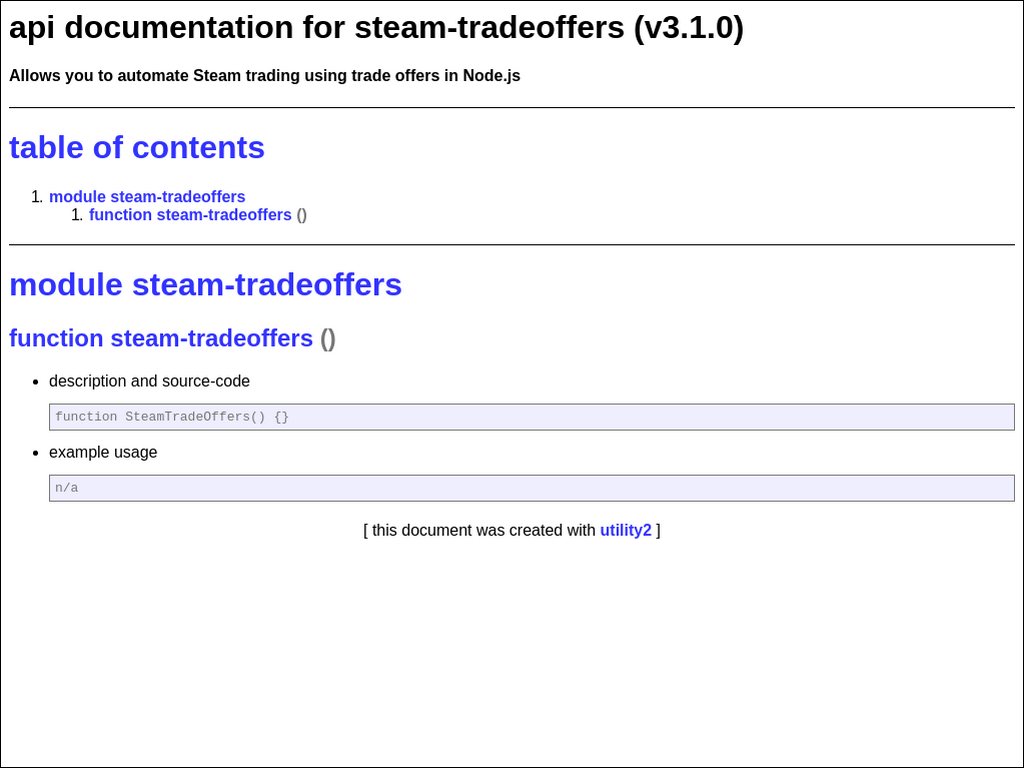 api documentation for steam-tradeoffers (v3.1.0)
Allows you to automate Steam trading using trade offers in Node.js
table of contents
1. module steam-tradeoffers
1. function steam-tradeoffers ()
module steam-tradeoffers
function steam-tradeoffers ()
• description and source-code
function SteamTradeOffers() {}
• example usage
n/a
[ this document was created with utility2 ]